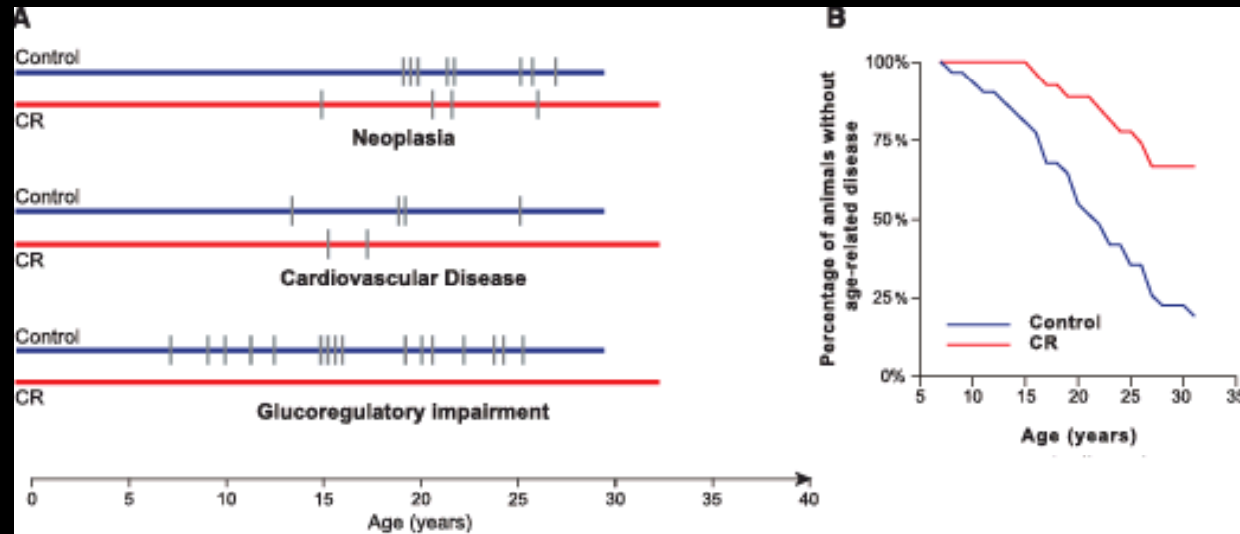 A
Control
CR
Neoplasia
Control
CR
Cardiovascular Disease
Control
CR
Glucoregulatory impairment
0 5 10 15 20 25 30 35 40
Age (years)
B
Percentage of animals without
age-related disease
100%
75%
50%
25%
0%
Control
CR
5 10 15 20 25 30 35
Age (years)